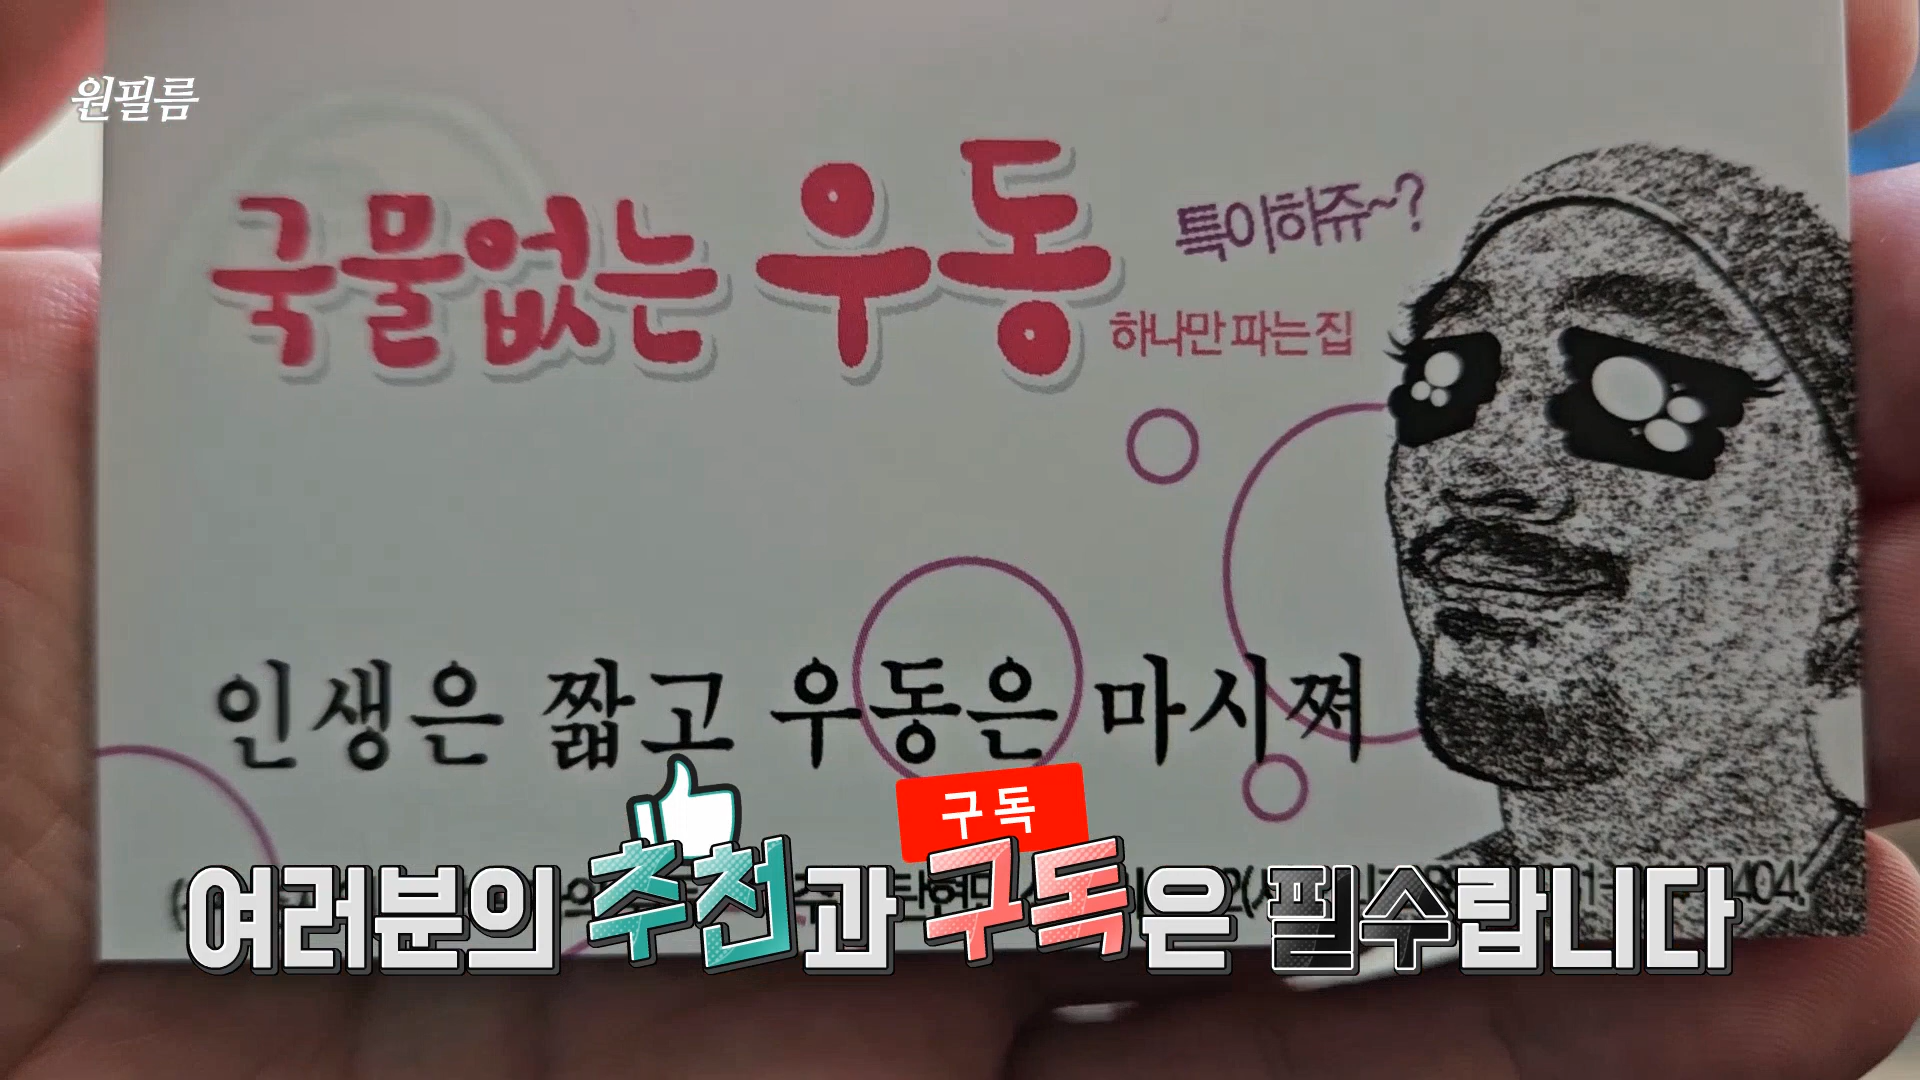 원필름
국물없는 우동
특이하쥬~?
하나만 파는 집
인생은 짧고 우동은 마시쪄
구독
여러분의 추천과 구독은 필수랍니다